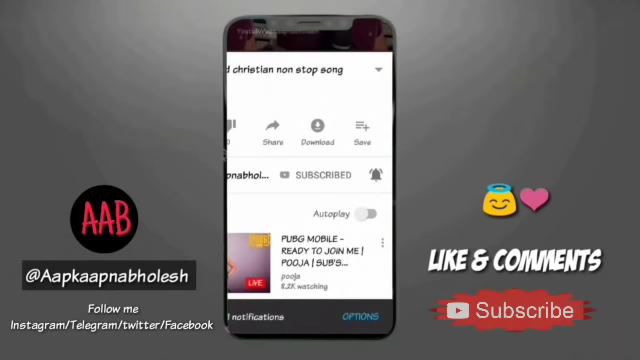 d christian non stop song
Share
Download
Save
pnabhol...
SUBSCRIBED
Autoplay
PUBG MOBILE -
READY TO JOIN ME |
POOJA | SUB'S...
pooja
8.2K watching
LIVE
notifications
OPTIONS
AAB
@Aapkaapnabholesh
Follow me
Instagram/Telegram/twitter/Facebook
LIKE & COMMENTS
Subscribe